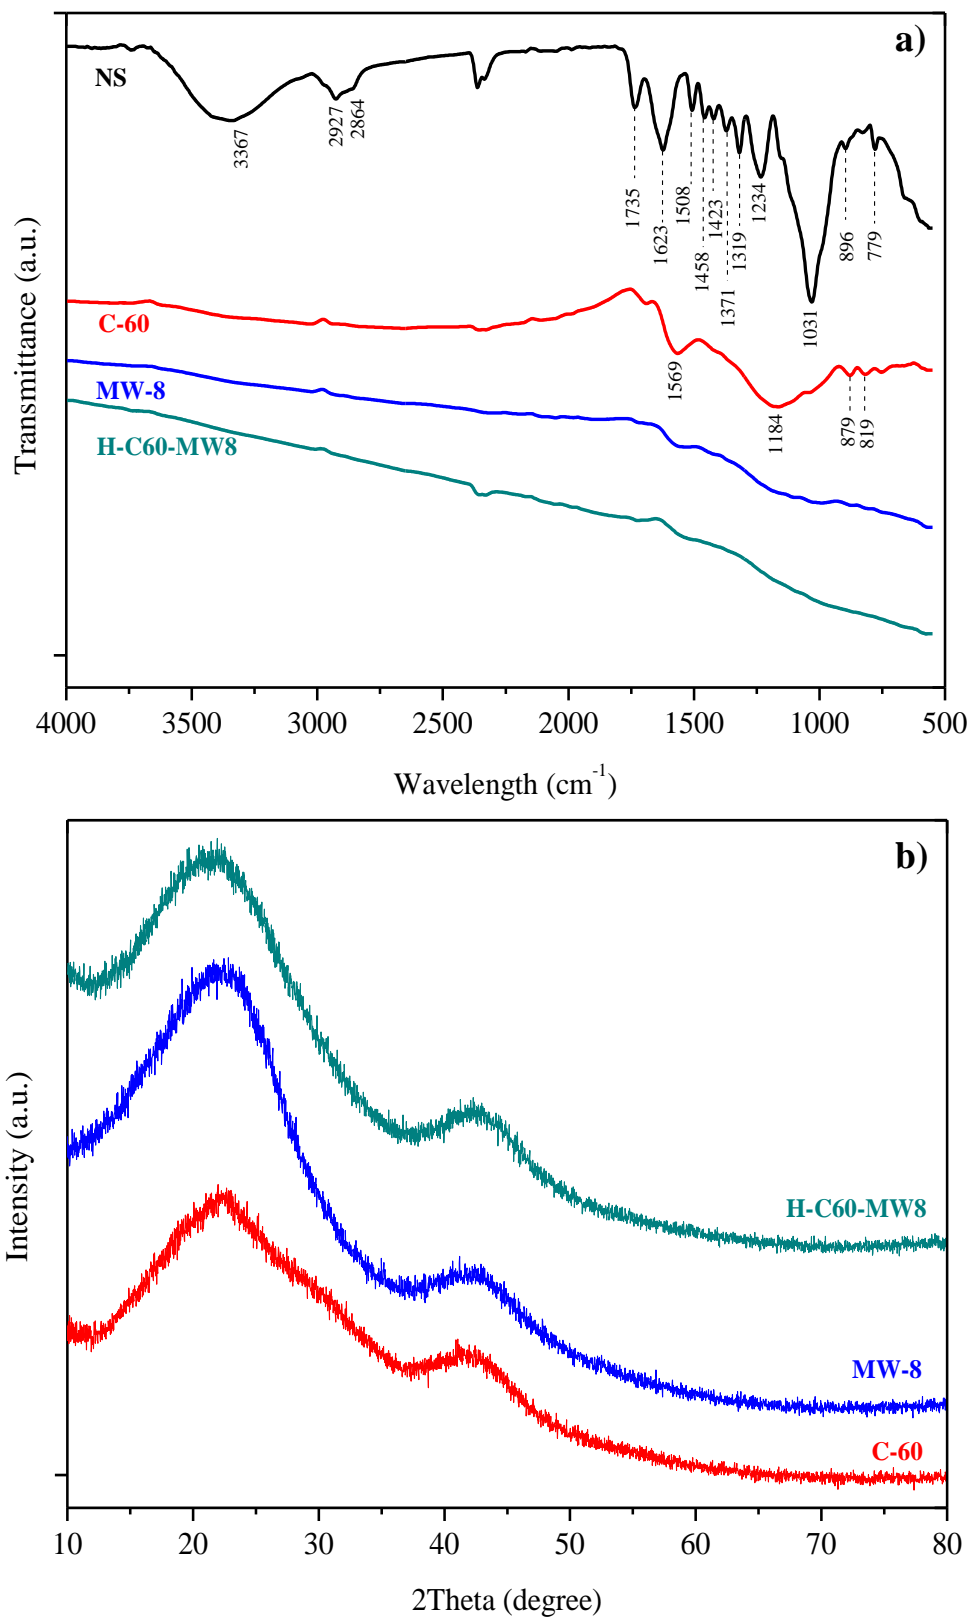 a)
NS
3367
2927
2864
1735
1623
1508
1458
1423
1371
1319
1234
1031
896
779
C-60
1569
1184
879
819
MW-8
H-C60-MW8
Transmittance (a.u.)
4000 3500 3000 2500 2000 1500 1000 500
Wavelength (cm⁻¹)
b)
H-C60-MW8
MW-8
C-60
Intensity (a.u.)
10 20 30 40 50 60 70 80
2Theta (degree)